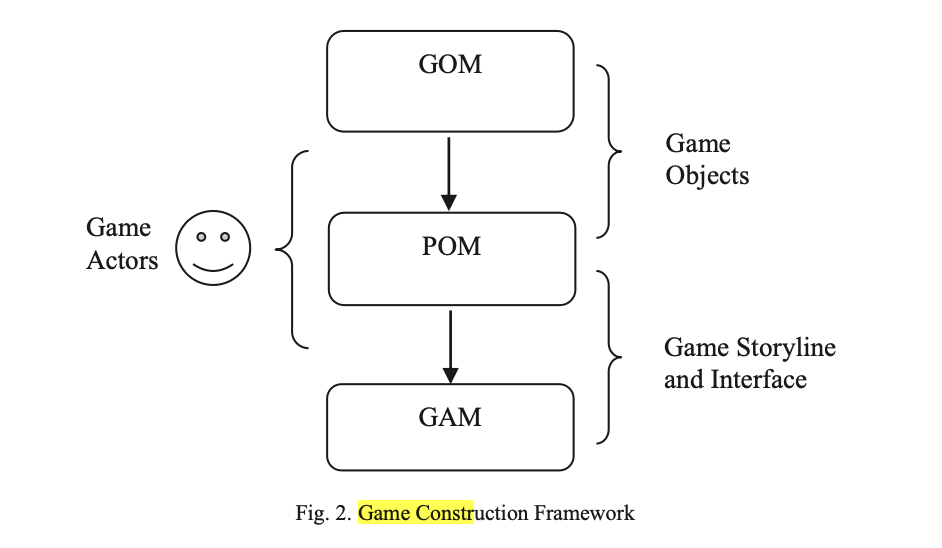 GOM
Game
Objects
Game
Actors
POM
Game Storyline
and Interface
GAM
Fig. 2. Game Construction Framework